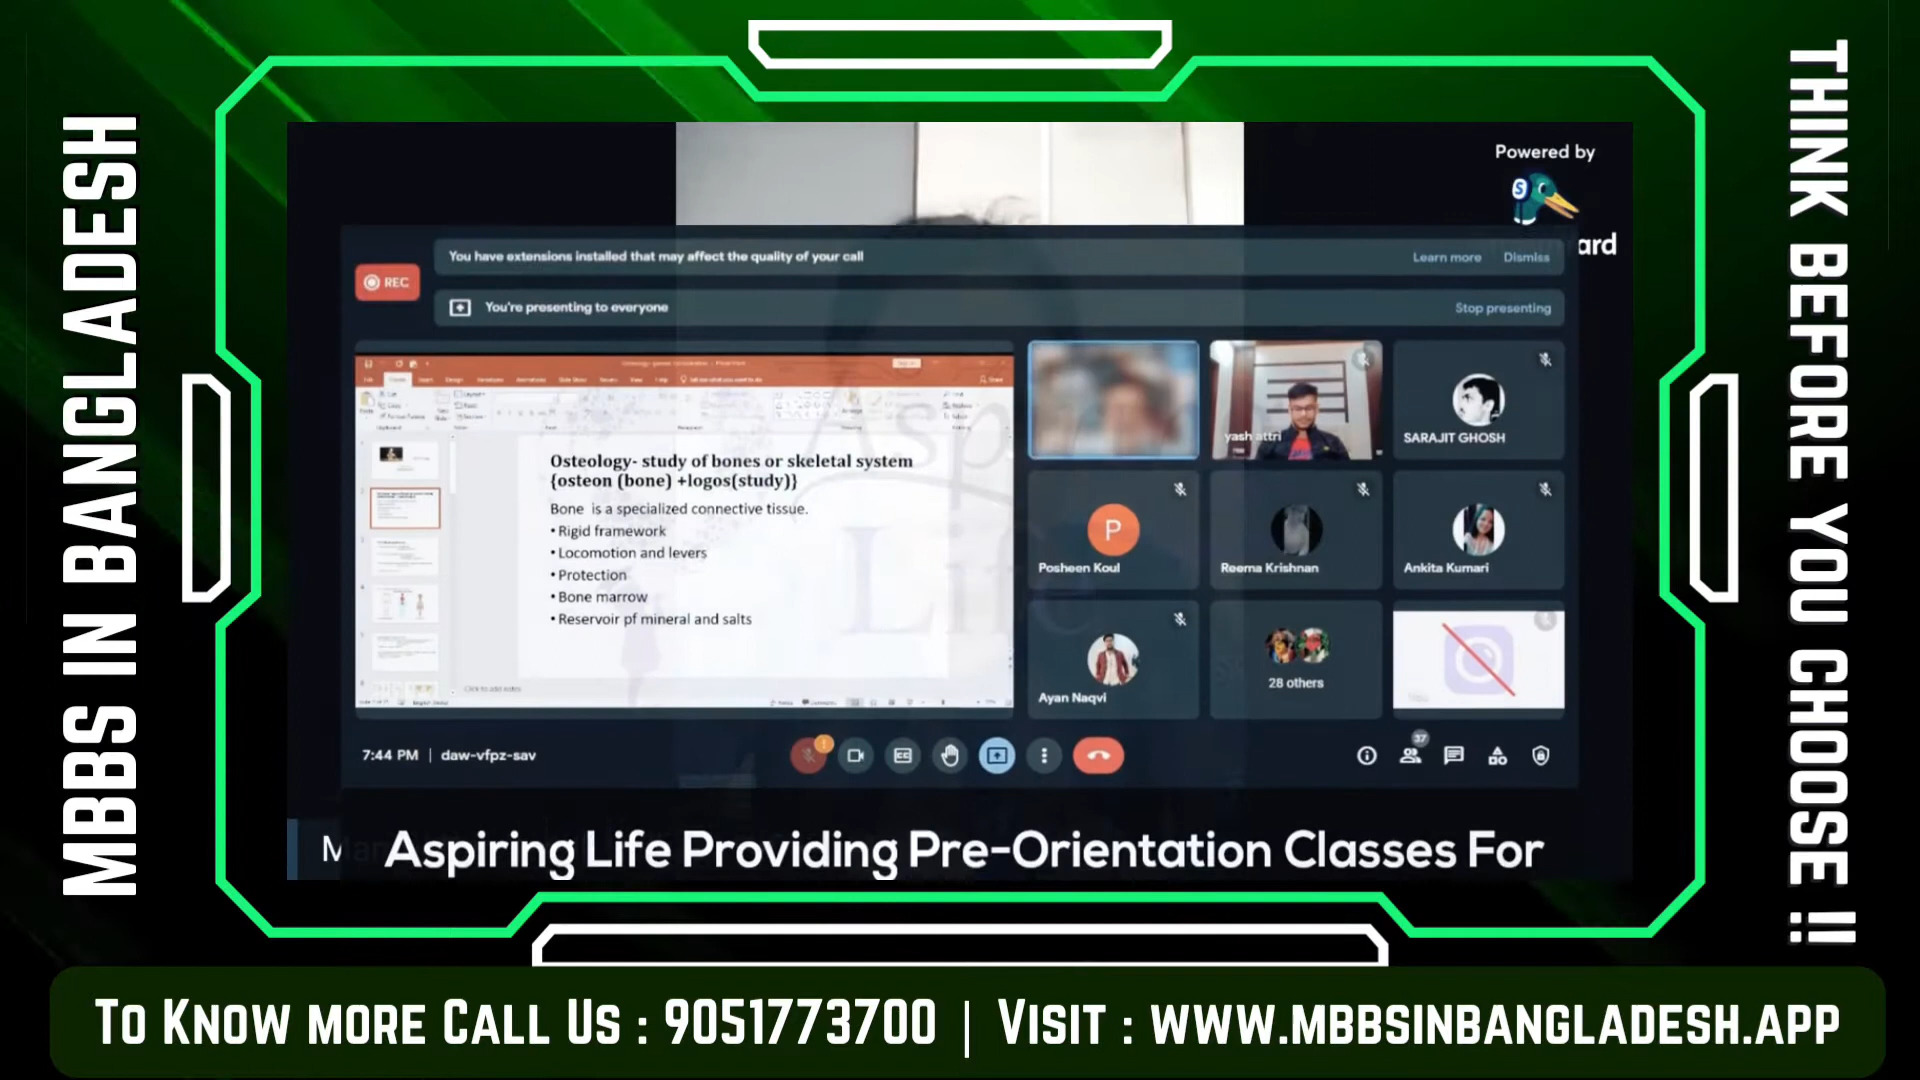 MBBS IN BANGLADESH
THINK BEFORE YOU CHOOSE !!
Powered by
ard
You have extensions installed that may affect the quality of your call
Learn more
Dismiss
REC
You're presenting to everyone
Stop presenting
Osteology- study of bones or skeletal system
{osteon (bone) +logos(study)}
Bone is a specialized connective tissue.
• Rigid framework
• Locomotion and levers
• Protection
• Bone marrow
• Reservoir pf mineral and salts
Click to add notes
yash attri
SARAJIT GHOSH
P
Posheen Koul
Reema Krishnan
Ankita Kumari
Ayan Naqvi
28 others
Life
7:44 PM | daw-vfpz-sav
37
Aspiring Life Providing Pre-Orientation Classes For
To Know more Call Us : 9051773700 | Visit : www.mbbsinbangladesh.app